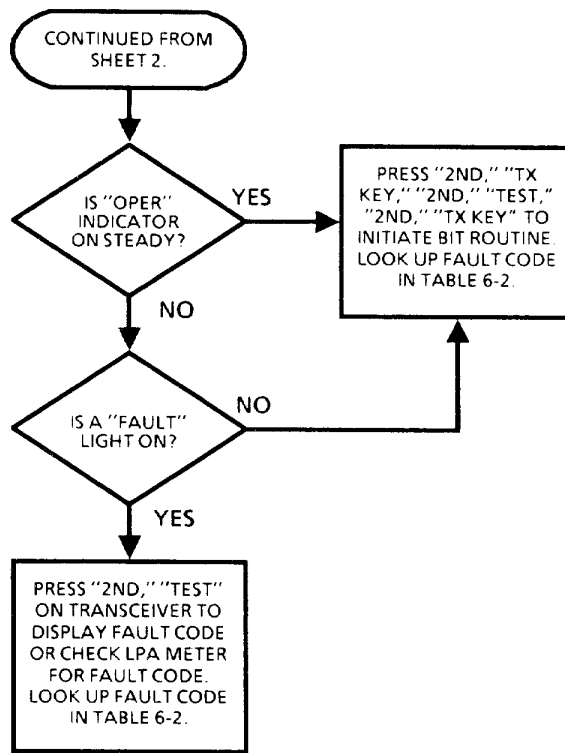 CONTINUED FROM
SHEET 2.
IS "OPER"
INDICATOR
ON STEADY?
YES
PRESS "2ND," "TX
KEY," "2ND," "TEST,"
"2ND," "TX KEY" TO
INITIATE BIT ROUTINE.
LOOK UP FAULT CODE
IN TABLE 6-2.
NO
IS A "FAULT"
LIGHT ON?
NO
YES
PRESS "2ND," "TEST"
ON TRANSCEIVER TO
DISPLAY FAULT CODE
OR CHECK LPA METER
FOR FAULT CODE.
LOOK UP FAULT CODE
IN TABLE 6-2.